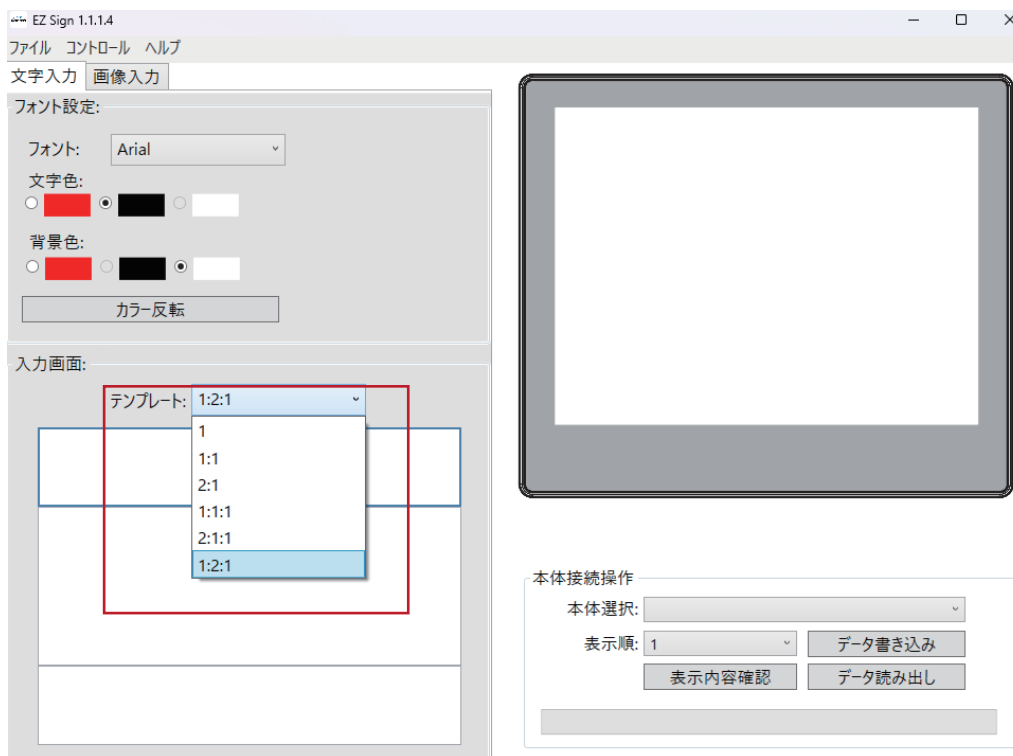 EZ Sign 1.1.1.4
ファイル コントロール ヘルプ
文字入力 画像入力
フォント設定:
フォント: Arial
文字色:
背景色:
カラー反転
入力画面:
テンプレート: 1:2:1
1
1:1
2:1
1:1:1
2:1:1
1:2:1
本体接続操作
本体選択:
表示順: 1 データ書き込み
表示内容確認 データ読み出し